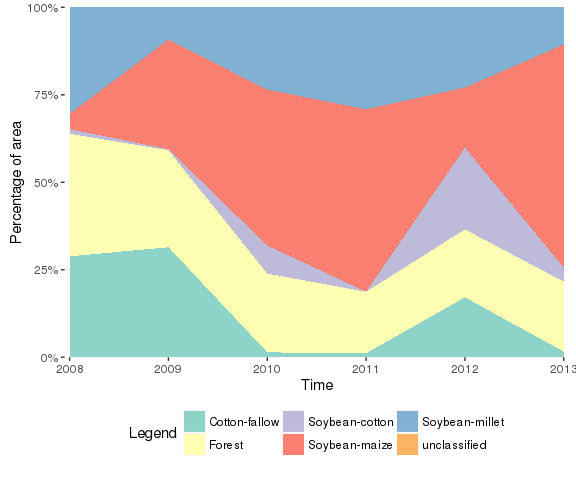 100%
75%
50%
25%
0%
Percentage of area
2008 2009 2010 2011 2012 2013
Time
Legend
Cotton-fallow Soybean-cotton Soybean-millet
Forest Soybean-maize unclassified